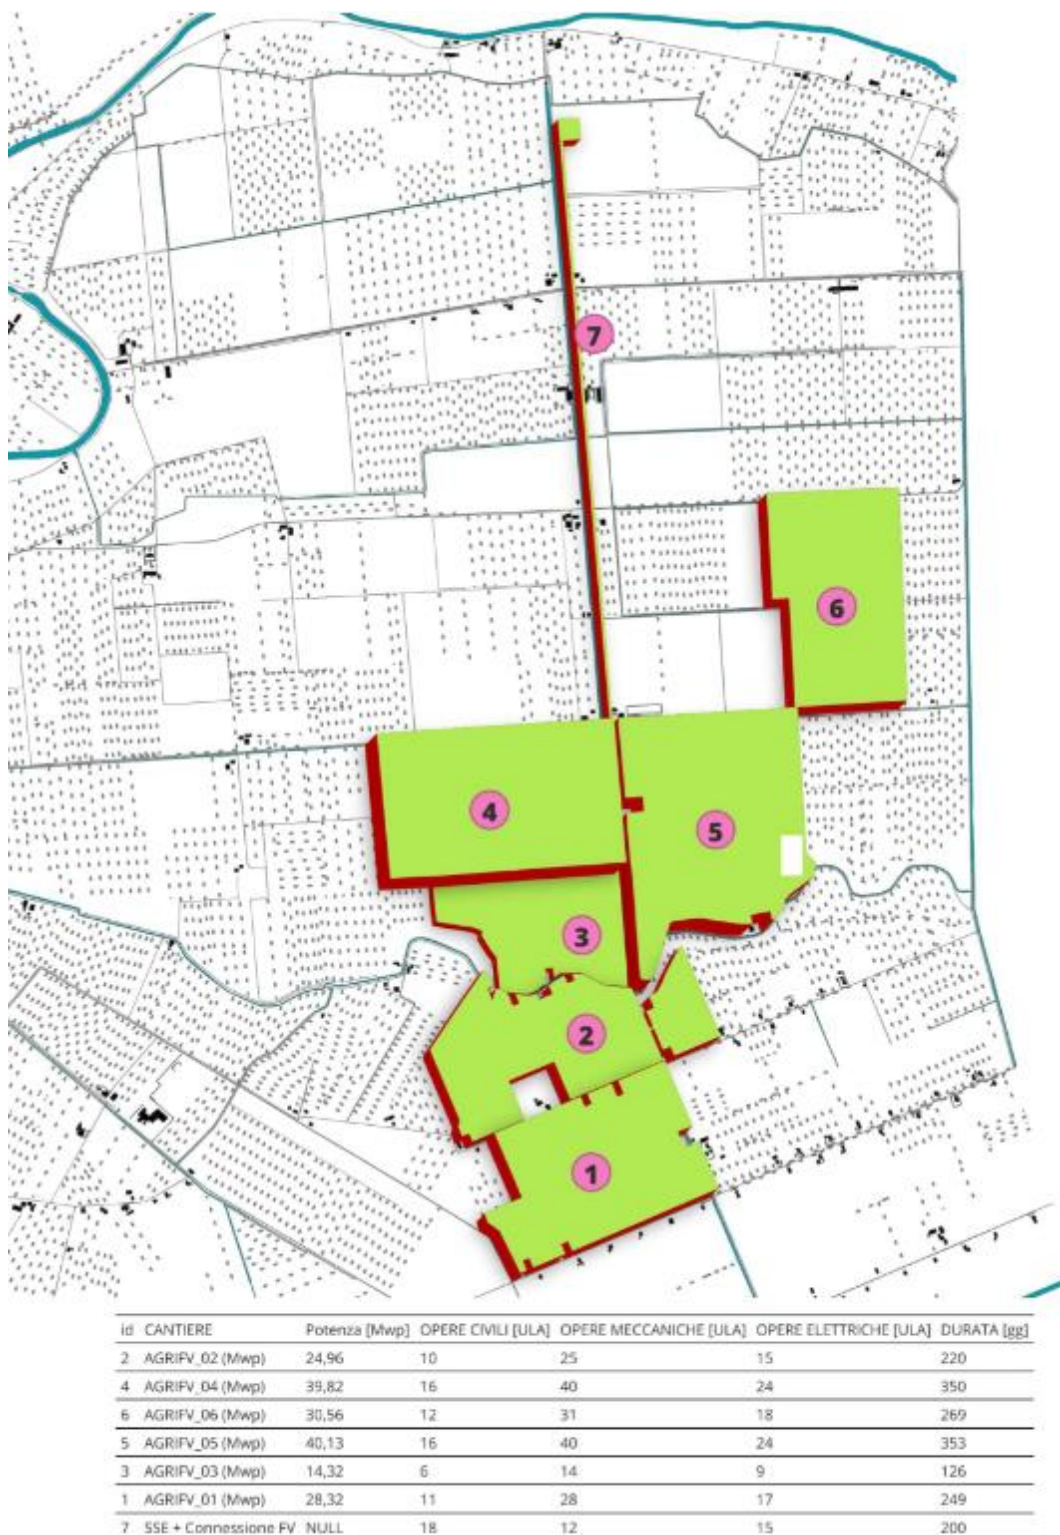 7
6
4
5
3
2
1
id CANTIERE Potenza [Mwp] OPERE CIVILI [ULA] OPERE MECCANICHE [ULA] OPERE ELETTRICHE [ULA] DURATA [gg]
2 AGRIFV_02 (Mwp) 24,96 10 25 15 220
4 AGRIFV_04 (Mwp) 39,82 16 40 24 350
6 AGRIFV_06 (Mwp) 30,56 12 31 18 269
5 AGRIFV_05 (Mwp) 40,13 16 40 24 353
3 AGRIFV_03 (Mwp) 14,32 6 14 9 126
1 AGRIFV_01 (Mwp) 28,32 11 28 17 249
7 SSE + Connessione FV NULL 18 12 15 200